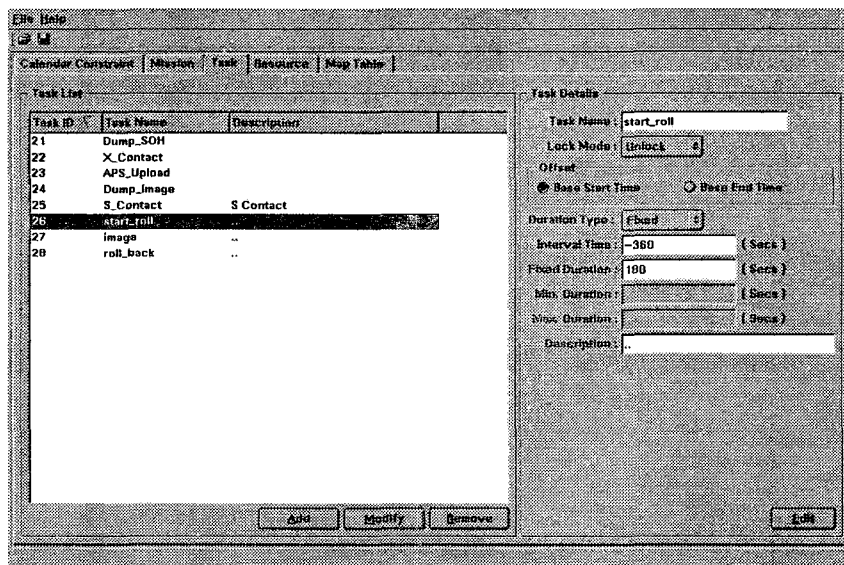 File Help
Calendar Constraint Mission Task Resource Map Table
Task List
Task ID Task Name Description
21 Dump_SOH
22 X_Contact
23 APS_Upload
24 Dump_Image
25 S_Contact S Contact
26 start_roll ..
27 image ..
28 roll_back ..
Add Modify Remove
Task Details
Task Name : start_roll
Lock Mode : Unlock
Offset
Base Start Time Base End Time
Duration Type : Fixed
Interval Time : -360 ( Secs )
Fixed Duration : 180 ( Secs )
Min. Duration : ( Secs )
Max. Duration : ( Secs )
Description : ..
Edit